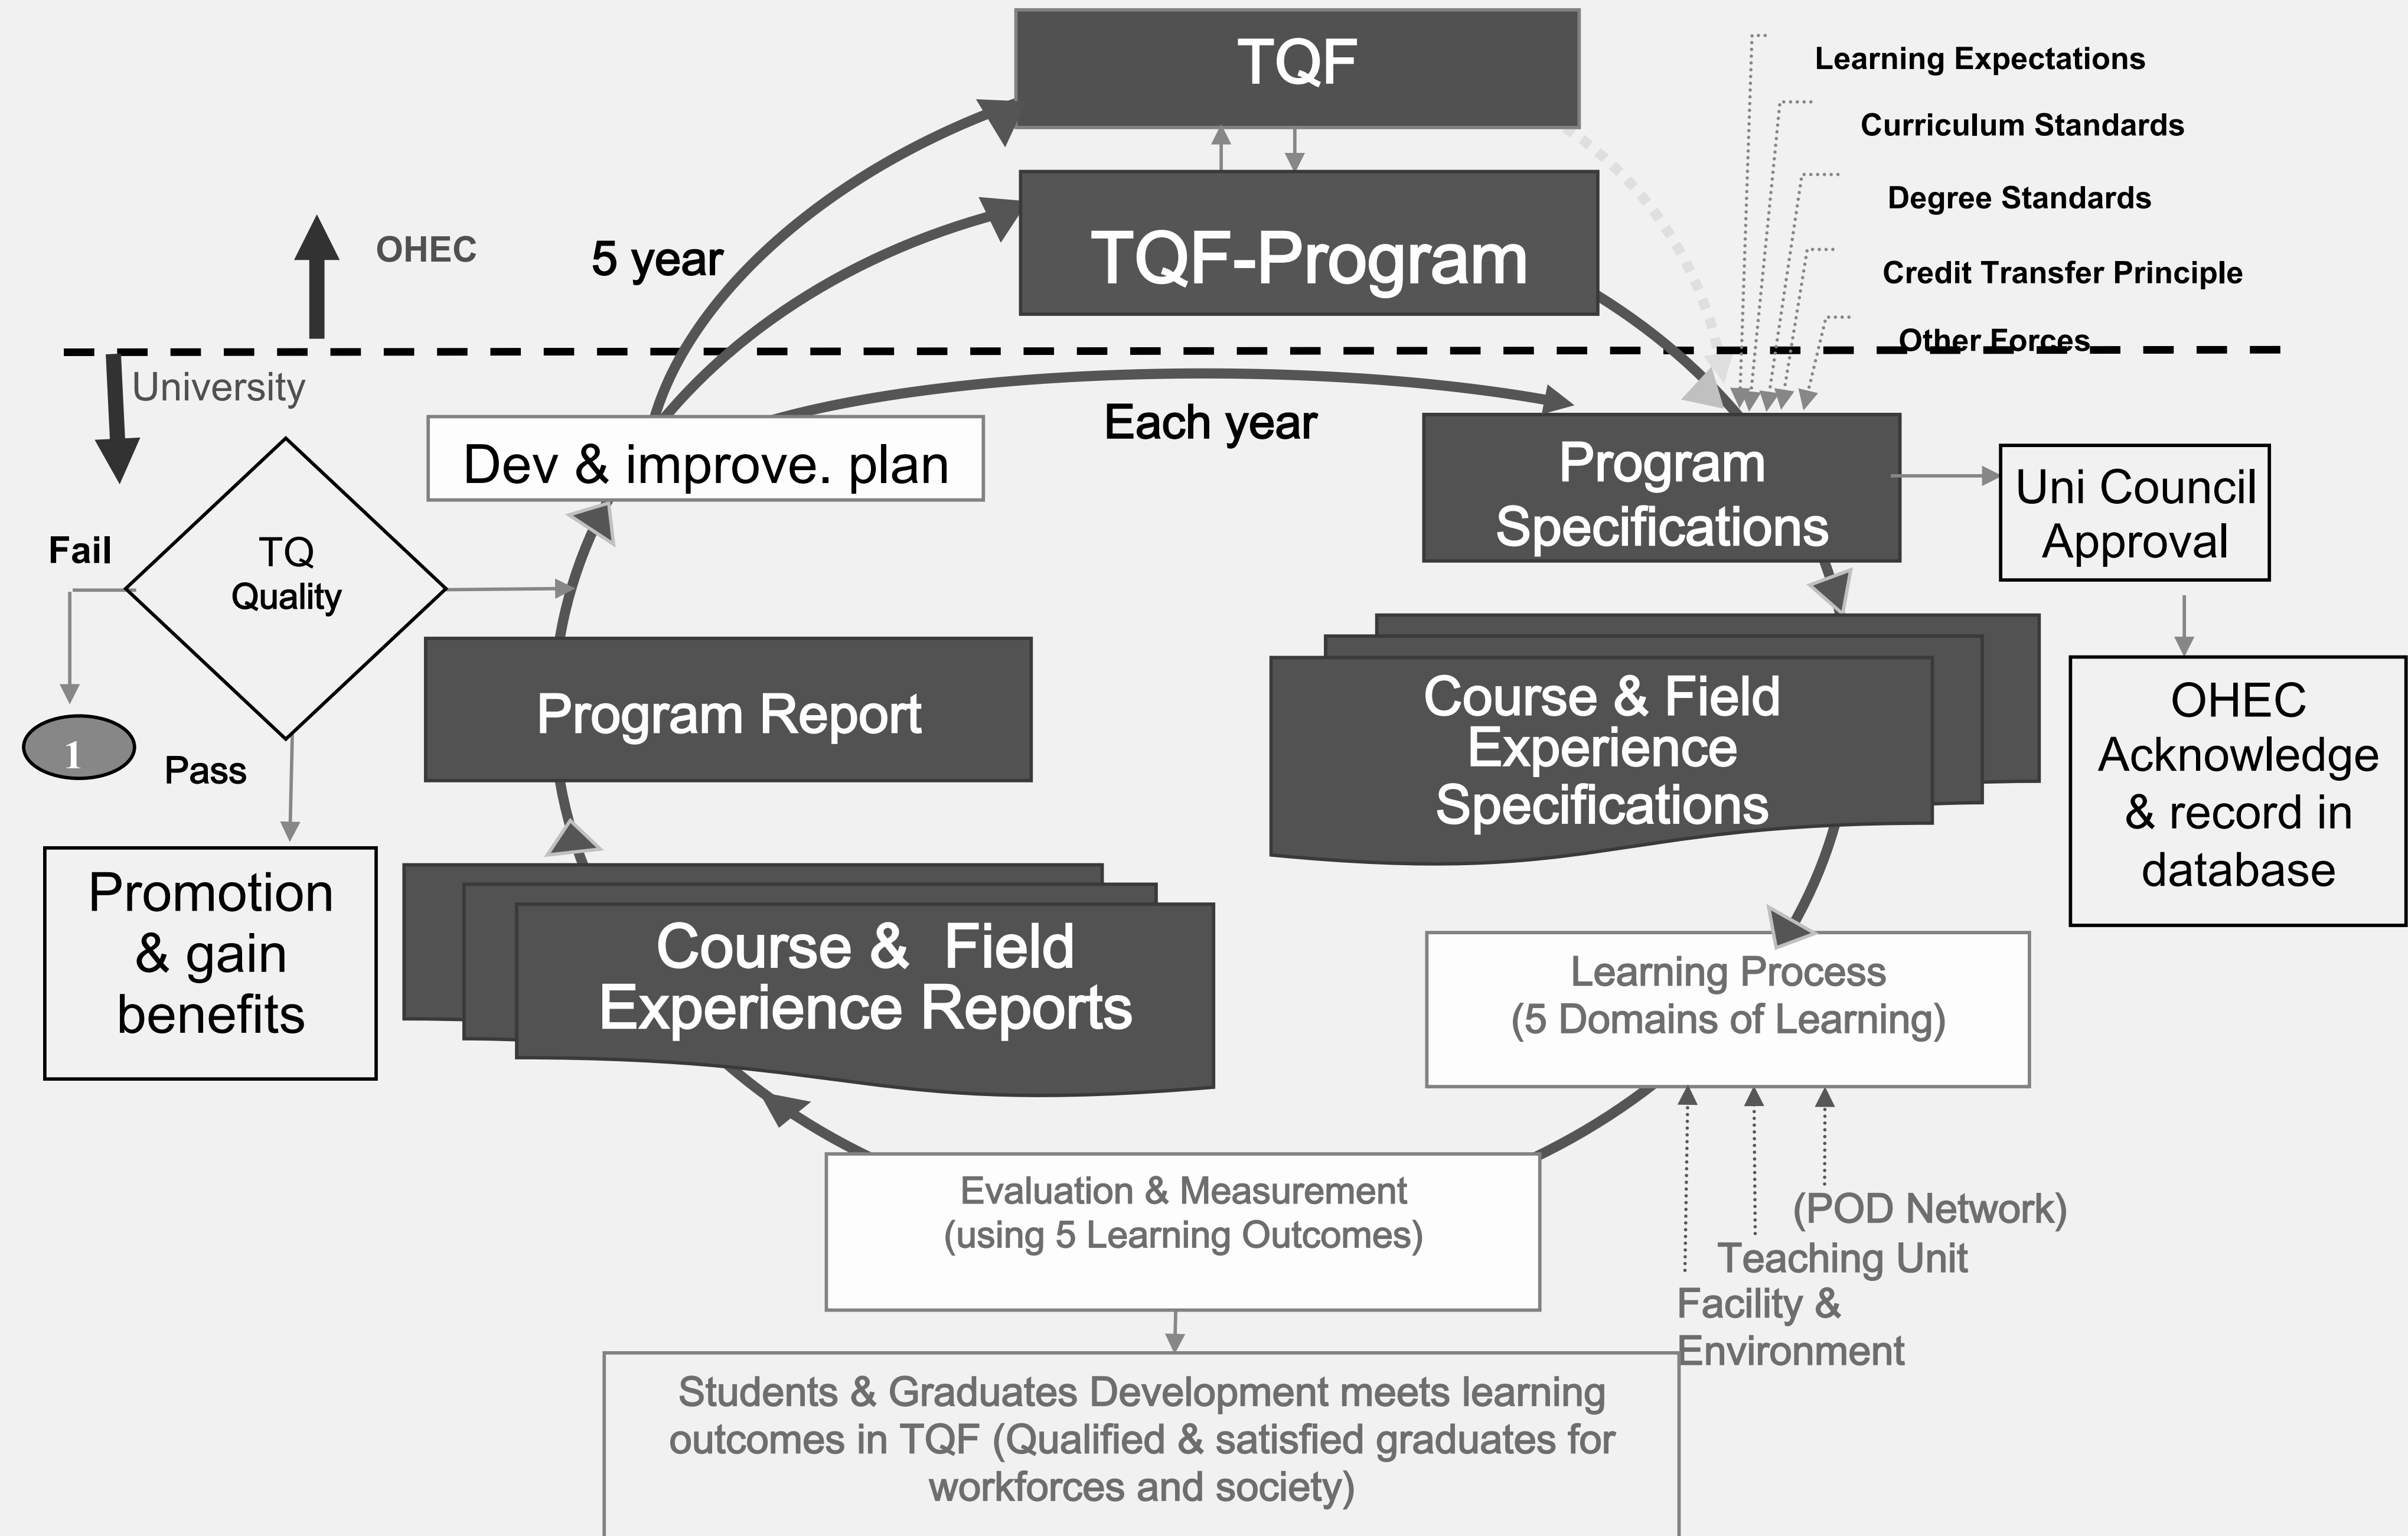 TQF
Learning Expectations
Curriculum Standards
Degree Standards
Credit Transfer Principle
Other Forces
TQF-Program
OHEC
5 year
University
Each year
Dev & improve. plan
Program
Specifications
Uni Council
Approval
Fail
TQ
Quality
Pass
1
Program Report
Course & Field
Experience
Specifications
OHEC
Acknowledge
& record in
database
Promotion
& gain
benefits
Course &  Field
Experience Reports
Learning Process
(5 Domains of Learning)
Evaluation & Measurement
(using 5 Learning Outcomes)
(POD Network)
Teaching Unit
Facility &
Environment
Students & Graduates Development meets learning
outcomes in TQF (Qualified & satisfied graduates for
workforces and society)